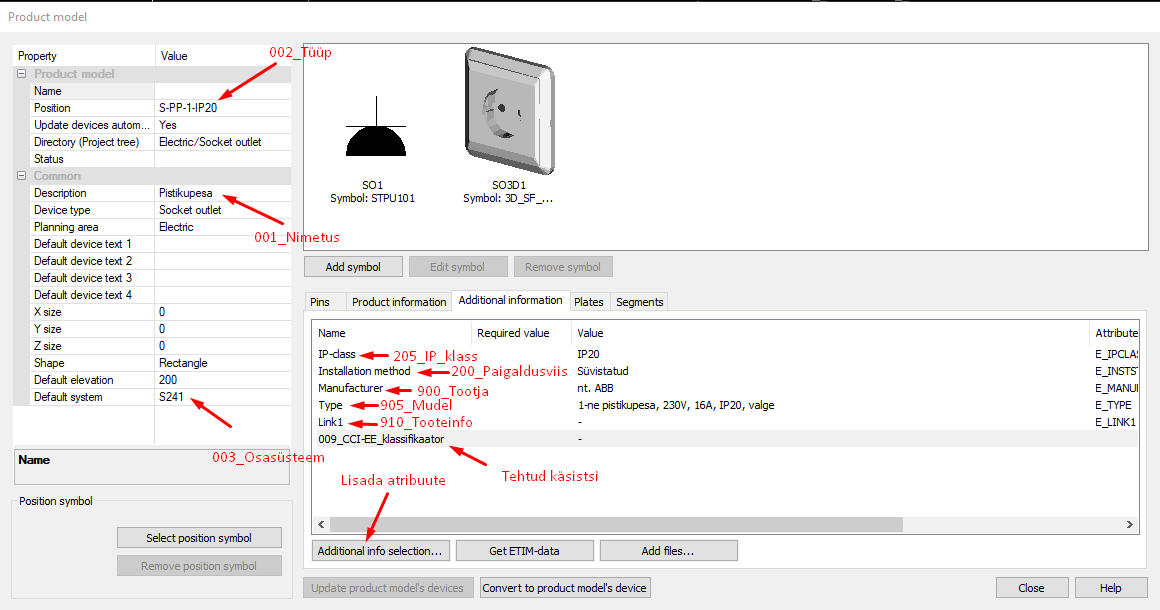 Product model
Property Value
002_Tüüp
Product model
Name
Position S-PP-1-IP20
Update devices autom... Yes
Directory (Project tree) Electric/Socket outlet
Status
Common
Description Pistikupesa
Device type Socket outlet
Planning area Electric
001_Nimetus
Default device text 1
Default device text 2
Default device text 3
Default device text 4
X size 0
Y size 0
Z size 0
Shape Rectangle
Default elevation 200
Default system S241
003_Osasüsteem
Name
Position symbol
Select position symbol
Remove position symbol
SO1
Symbol: STPU101
SO3D1
Symbol: 3D_SF_...
Add symbol Edit symbol Remove symbol
Pins Product information Additional information Plates Segments
Name Required value Value Attribute
IP-class 205_IP_klass IP20 E_IPCLAS
Installation method 200_Paigaldusviis Süvistatud E_INSTST
Manufacturer 900_Tootja nt. ABB E_MANUI
Type 905_Mudel 1-ne pistikupesa, 230V, 16A, IP20, valge E_TYPE
Link1 910_Tooteinfo - E_LINK1
009_CCI-EE_klassifikaator -
Tehtud käsistsi
Lisada atribuute
Additional info selection... Get ETIM-data Add files...
Update product model's devices Convert to product model's device Close Help